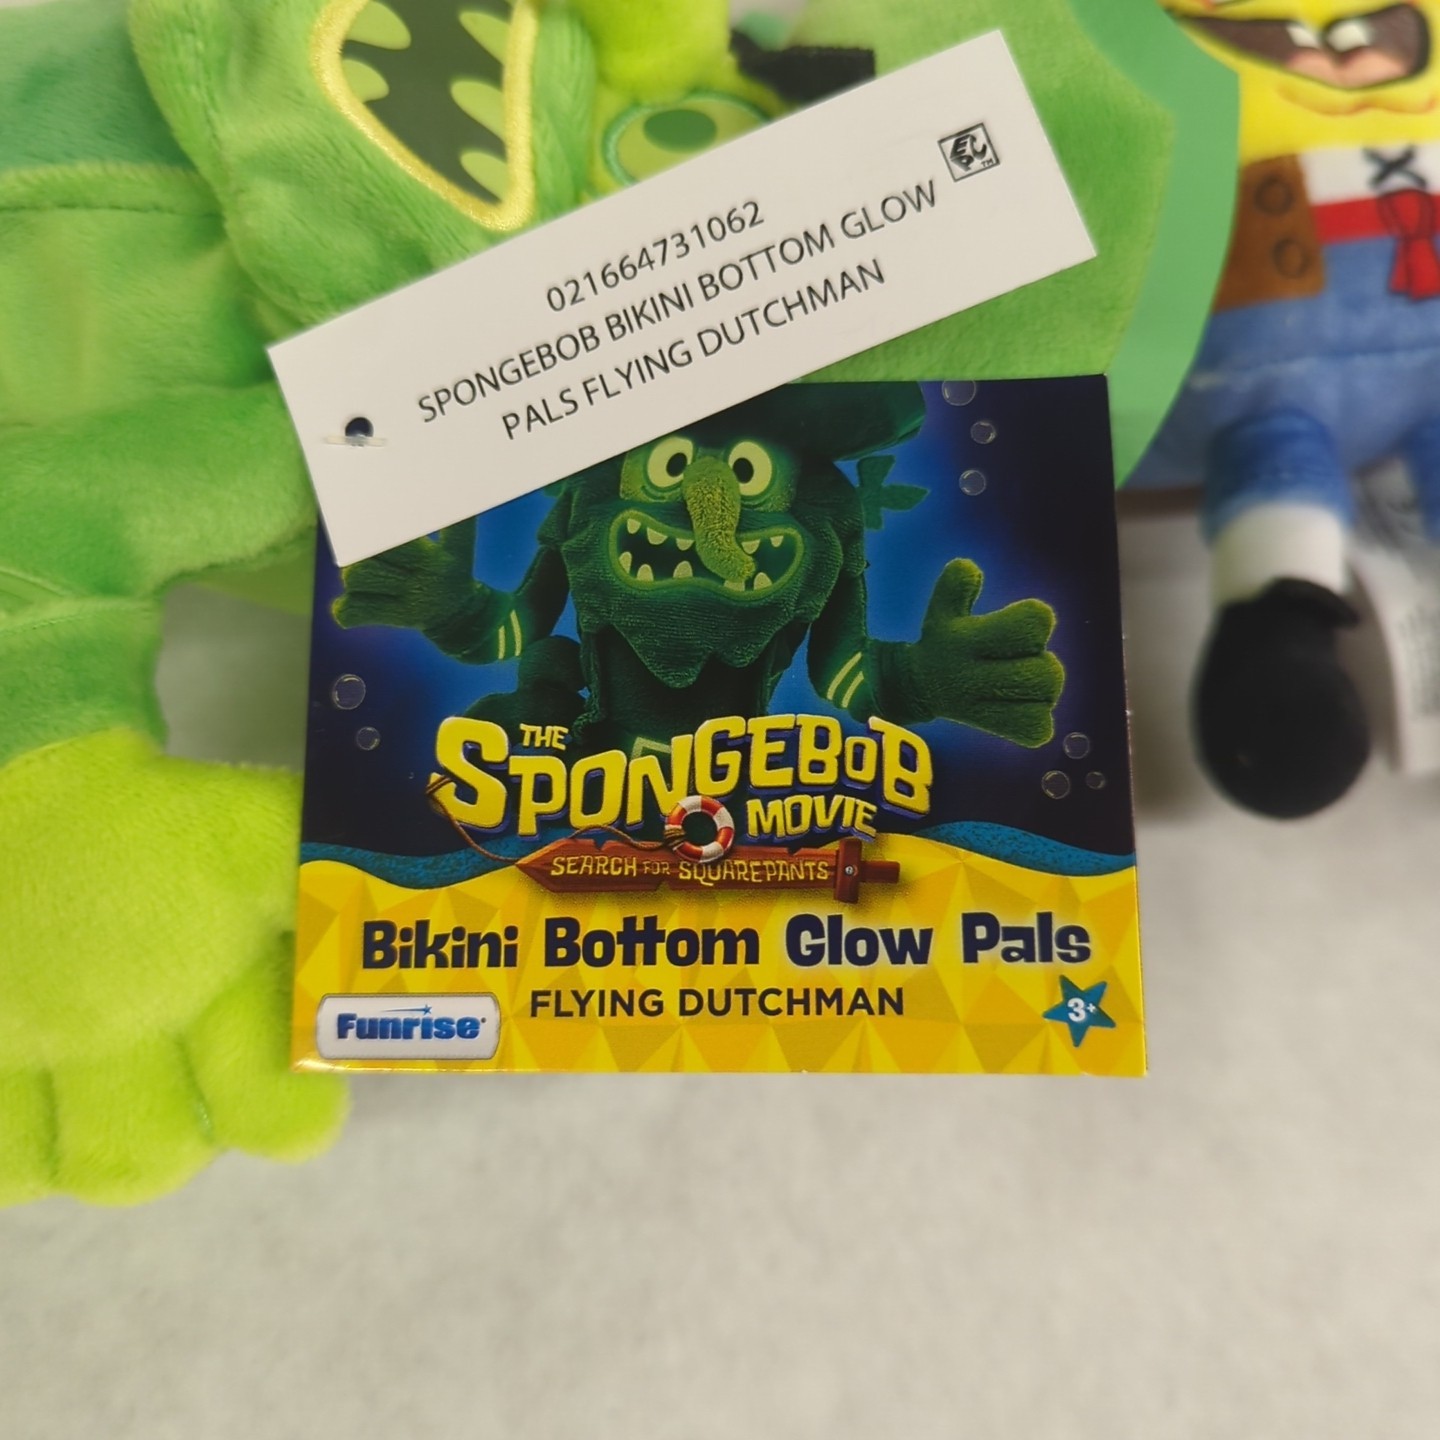 021664731062
SPONGEBOB BIKINI BOTTOM GLOW
PALS FLYING DUTCHMAN
THE
SPONGEBOB
MOVIE
SEARCH FOR SQUAREPANTS
Bikini Bottom Glow Pals
FLYING DUTCHMAN
Funrise
3+